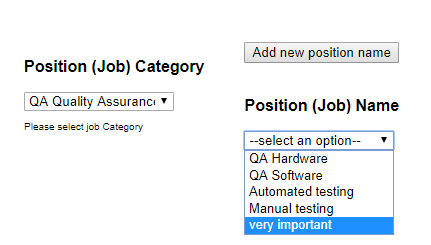 Add new position name
Position (Job) Category
QA Quality Assuranc
Please select job Category
Position (Job) Name
--select an option--
QA Hardware
QA Software
Automated testing
Manual testing
very important